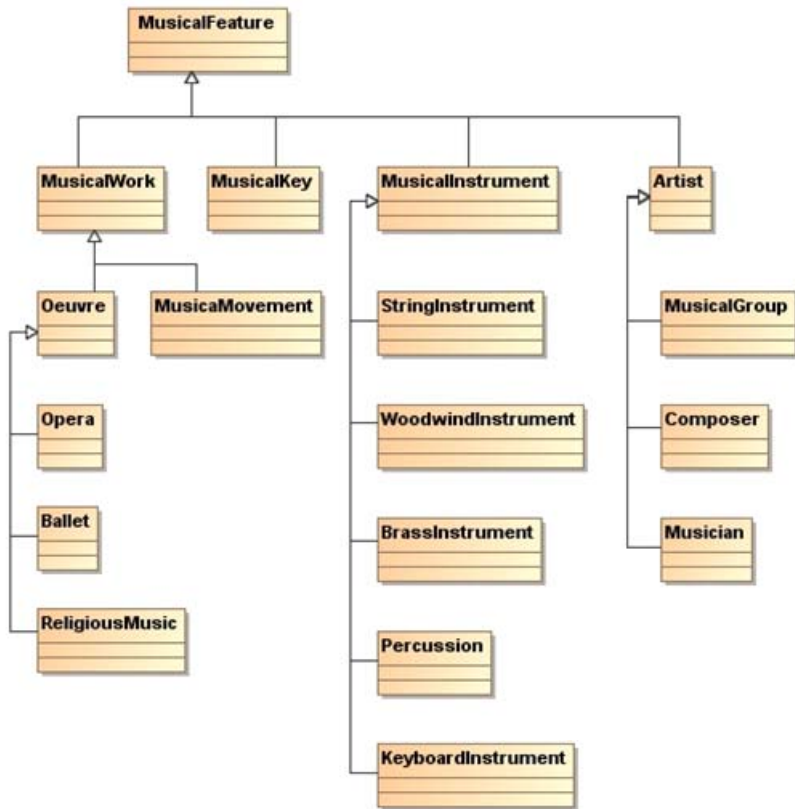 MusicalFeature
MusicalWork
MusicalKey
MusicalInstrument
Artist
Oeuvre
MusicaMovement
StringInstrument
MusicalGroup
Opera
WoodwindInstrument
Composer
Ballet
BrassInstrument
Musician
ReligiousMusic
Percussion
KeyboardInstrument